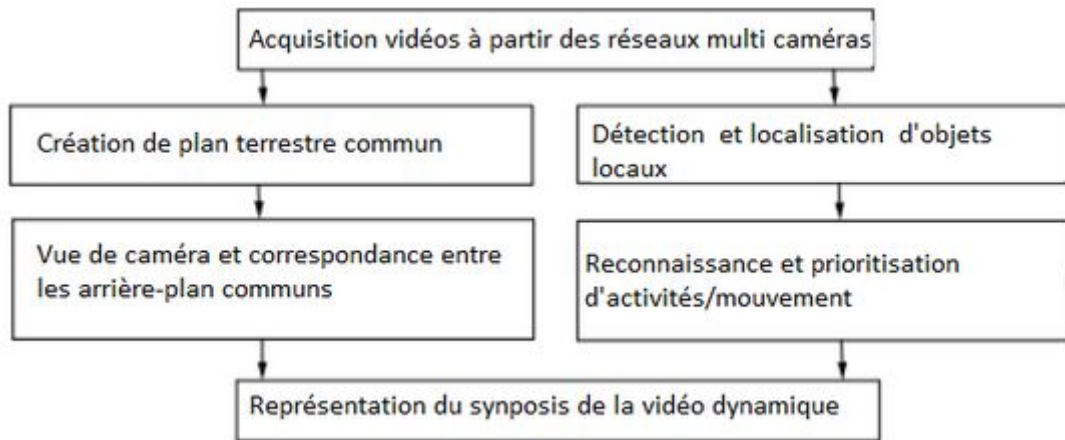 Acquisition vidéos à partir des réseaux multi caméras
Création de plan terrestre commun
Détection et localisation d'objets
locaux
Vue de caméra et correspondance entre
les arrière-plan communs
Reconnaissance et prioritisation
d'activités/mouvement
Représentation du synposis de la vidéo dynamique